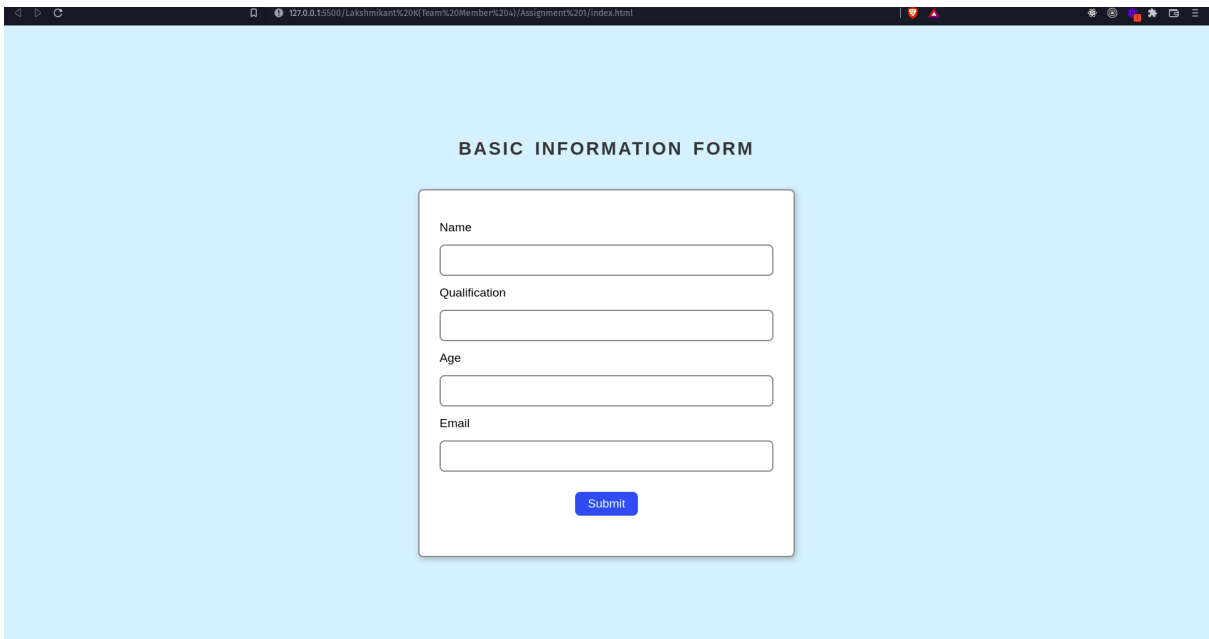 127.0.0.1:5500/Lakshmikant%20K(Team%20Member%204)/Assignment%201/index.html
1
BASIC INFORMATION FORM
Name
Qualification
Age
Email
Submit